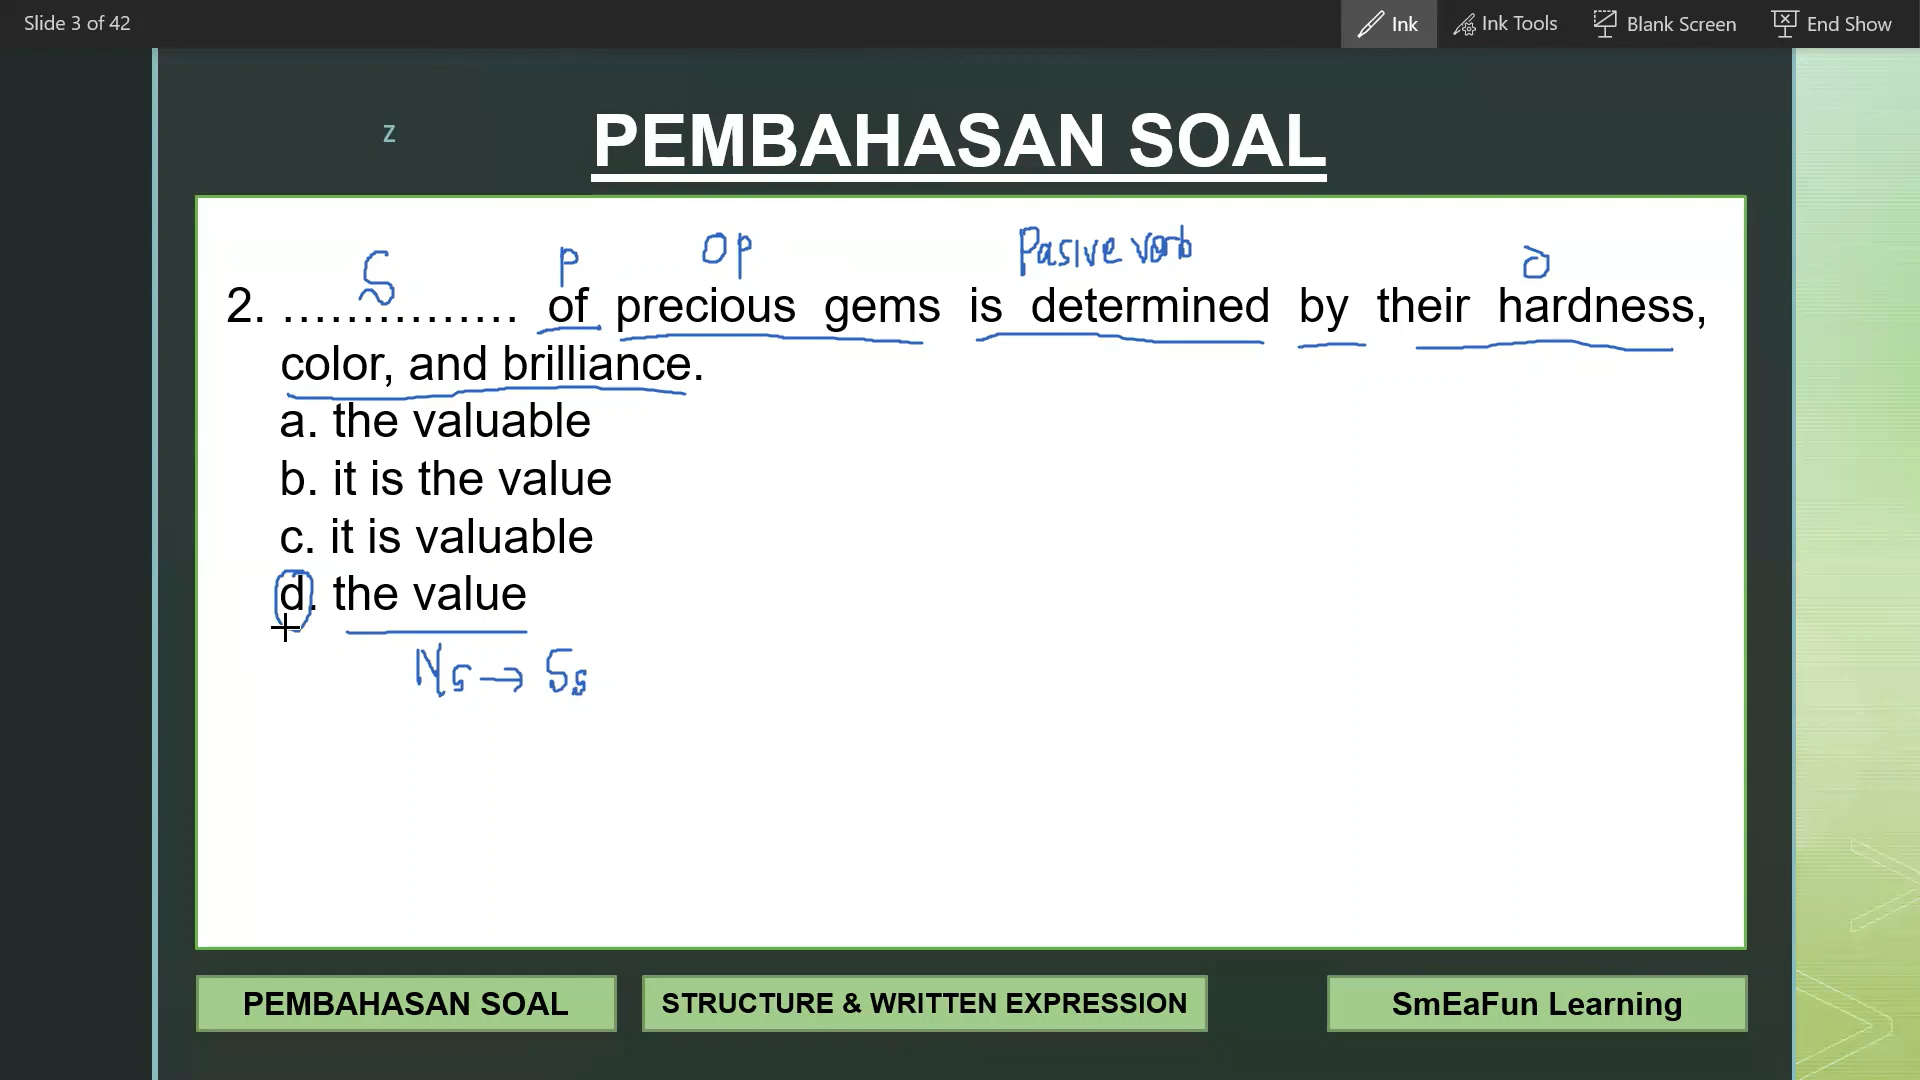 Slide 3 of 42
Ink
Ink Tools
Blank Screen
End Show
z
PEMBAHASAN SOAL
S P OP Pasive verb O
2. …………… of precious gems is determined by their hardness,
color, and brilliance.
a. the valuable
b. it is the value
c. it is valuable
d. the value
Ns → Ss
PEMBAHASAN SOAL
STRUCTURE & WRITTEN EXPRESSION
SmEaFun Learning